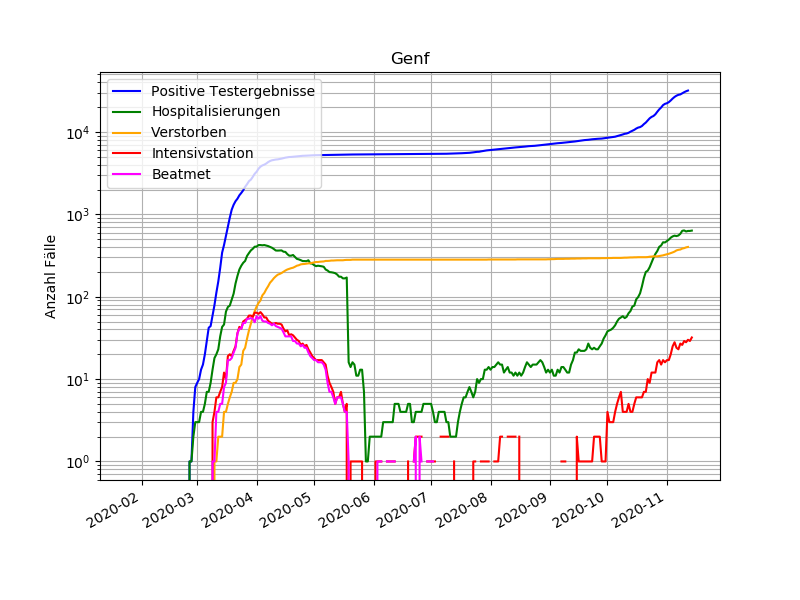 Genf
Positive Testergebnisse
Hospitalisierungen
Verstorben
Intensivstation
Beatmet
Anzahl Fälle
10^4
10^3
10^2
10^1
10^0
2020-02
2020-03
2020-04
2020-05
2020-06
2020-07
2020-08
2020-09
2020-10
2020-11